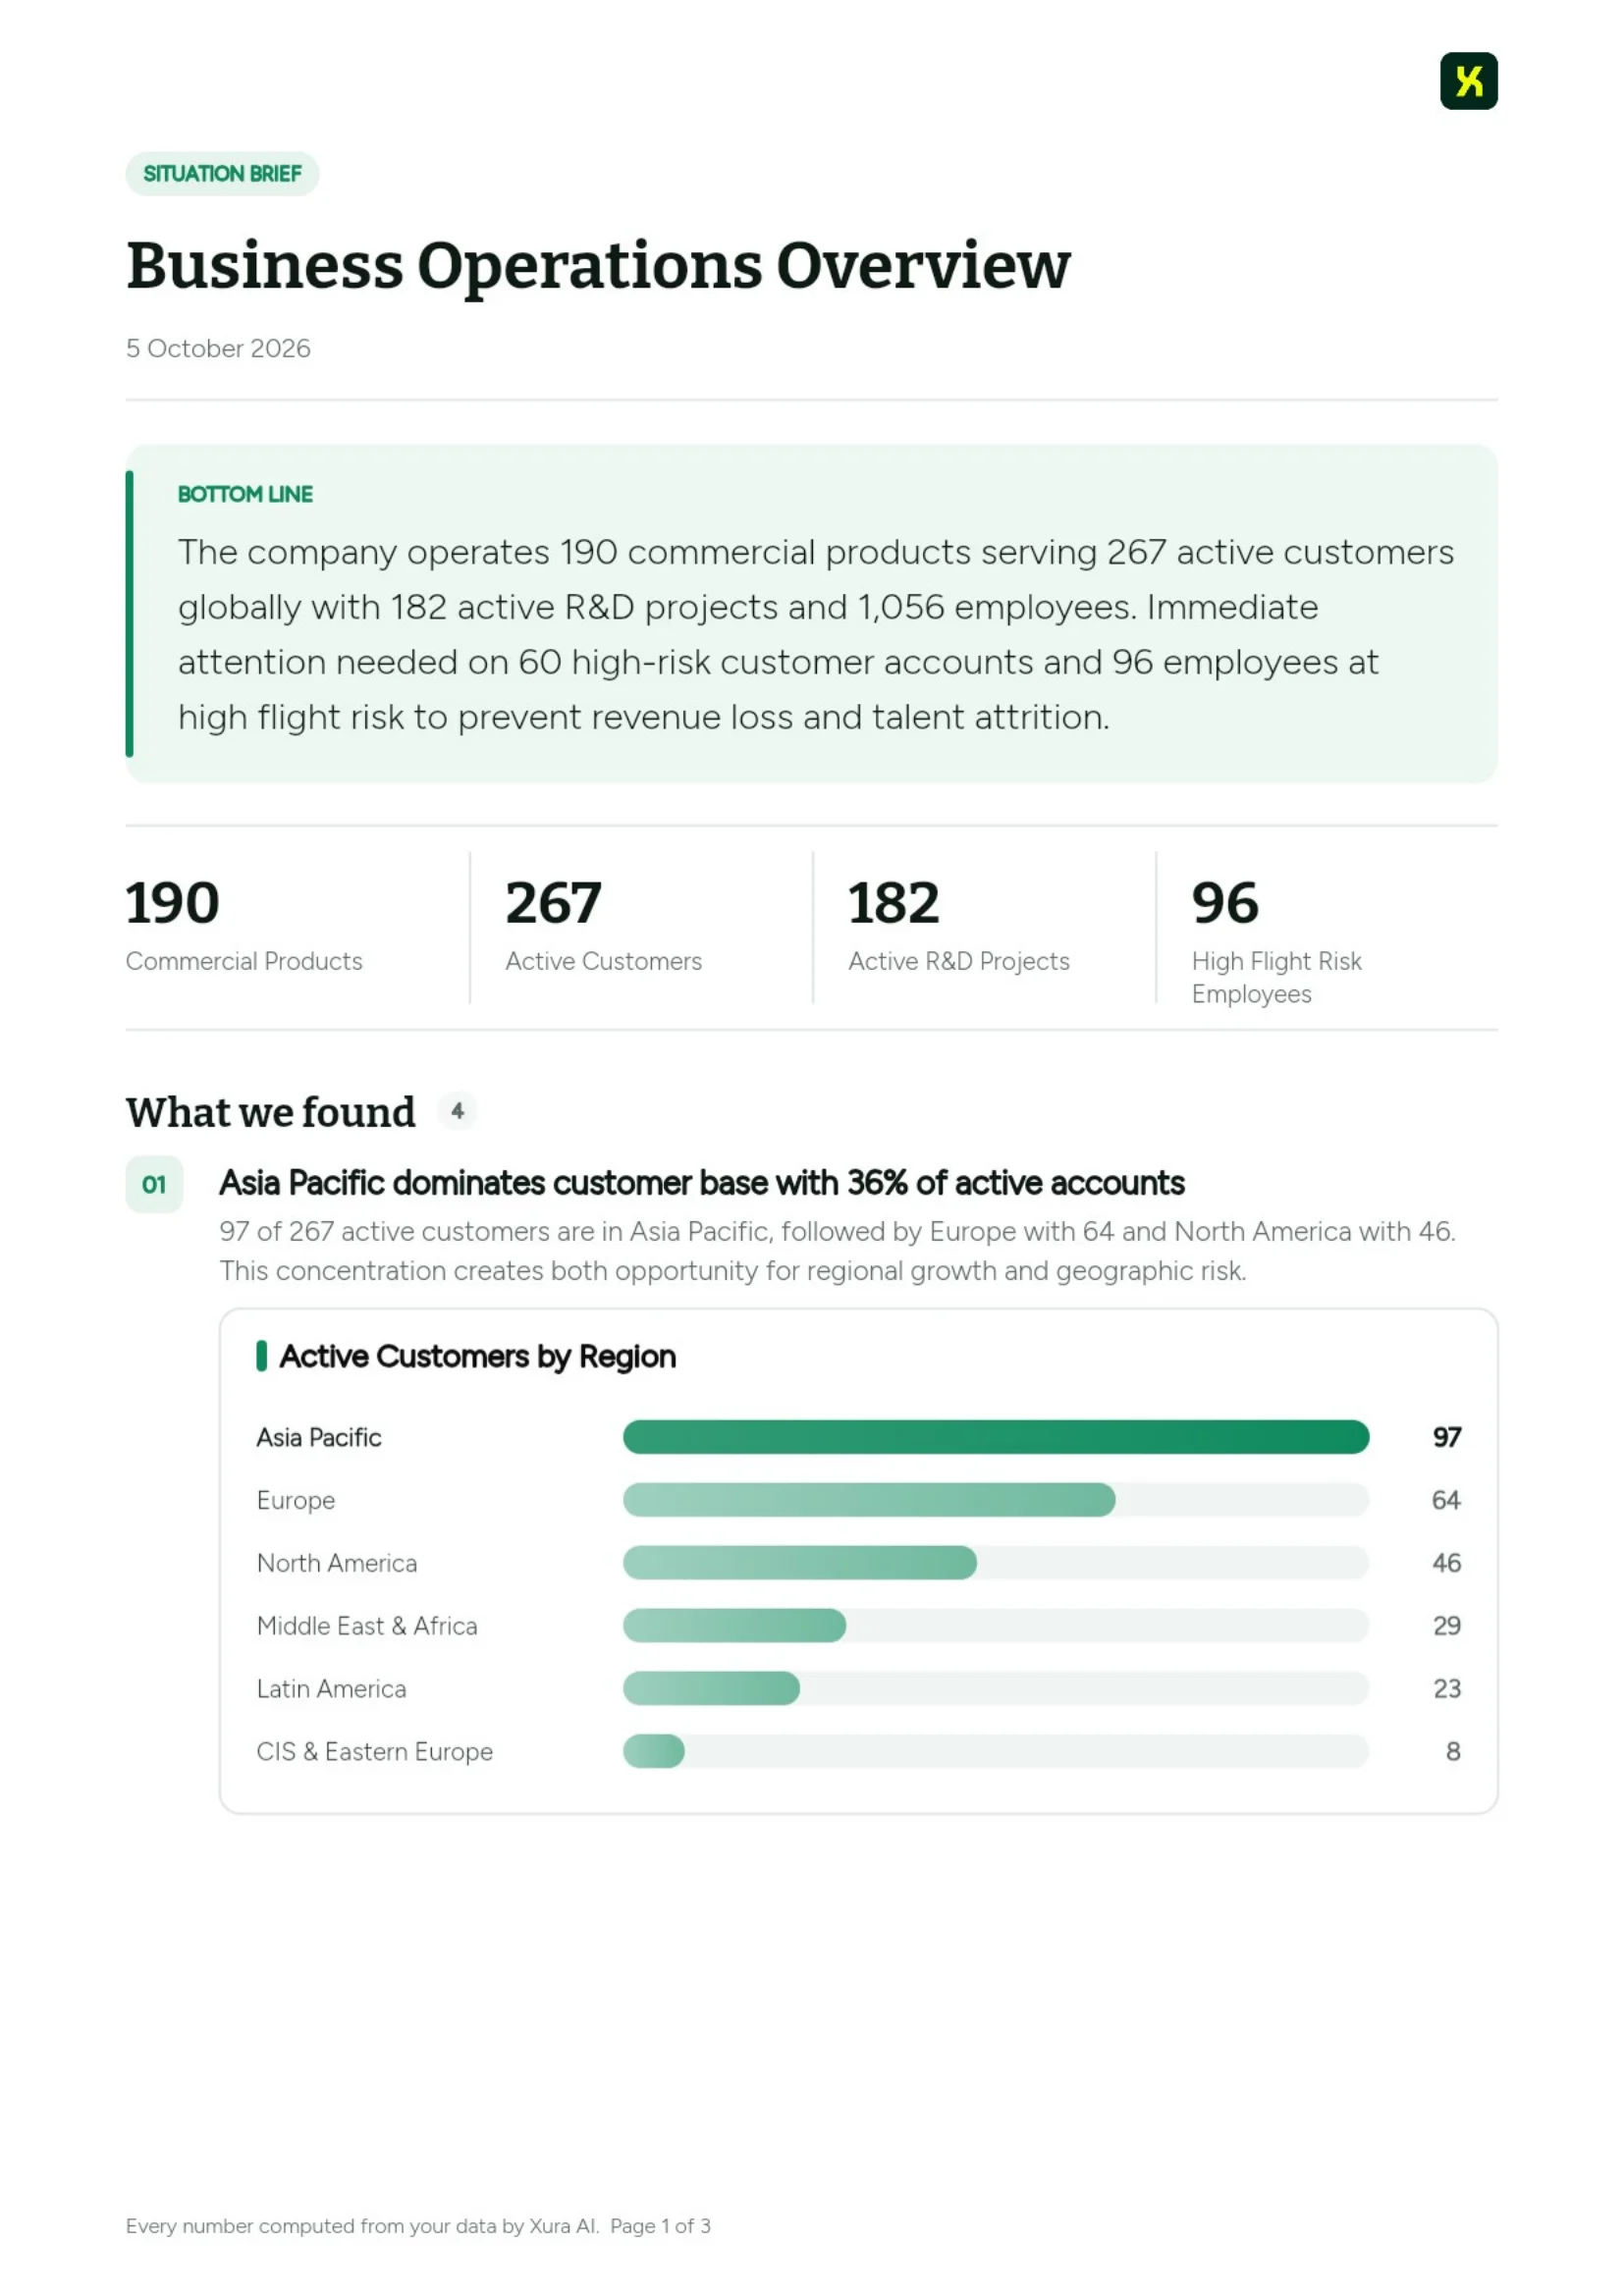 SITUATION BRIEF
Business Operations Overview
5 October 2026
BOTTOM LINE
The company operates 190 commercial products serving 267 active customers
globally with 182 active R&D projects and 1,056 employees. Immediate
attention needed on 60 high-risk customer accounts and 96 employees at
high flight risk to prevent revenue loss and talent attrition.
190
Commercial Products
267
Active Customers
182
Active R&D Projects
96
High Flight Risk
Employees
What we found 4
01 Asia Pacific dominates customer base with 36% of active accounts
97 of 267 active customers are in Asia Pacific, followed by Europe with 64 and North America with 46.
This concentration creates both opportunity for regional growth and geographic risk.
Active Customers by Region
Asia Pacific 97
Europe 64
North America 46
Middle East & Africa 29
Latin America 23
CIS & Eastern Europe 8
Every number computed from your data by Xura AI. Page 1 of 3